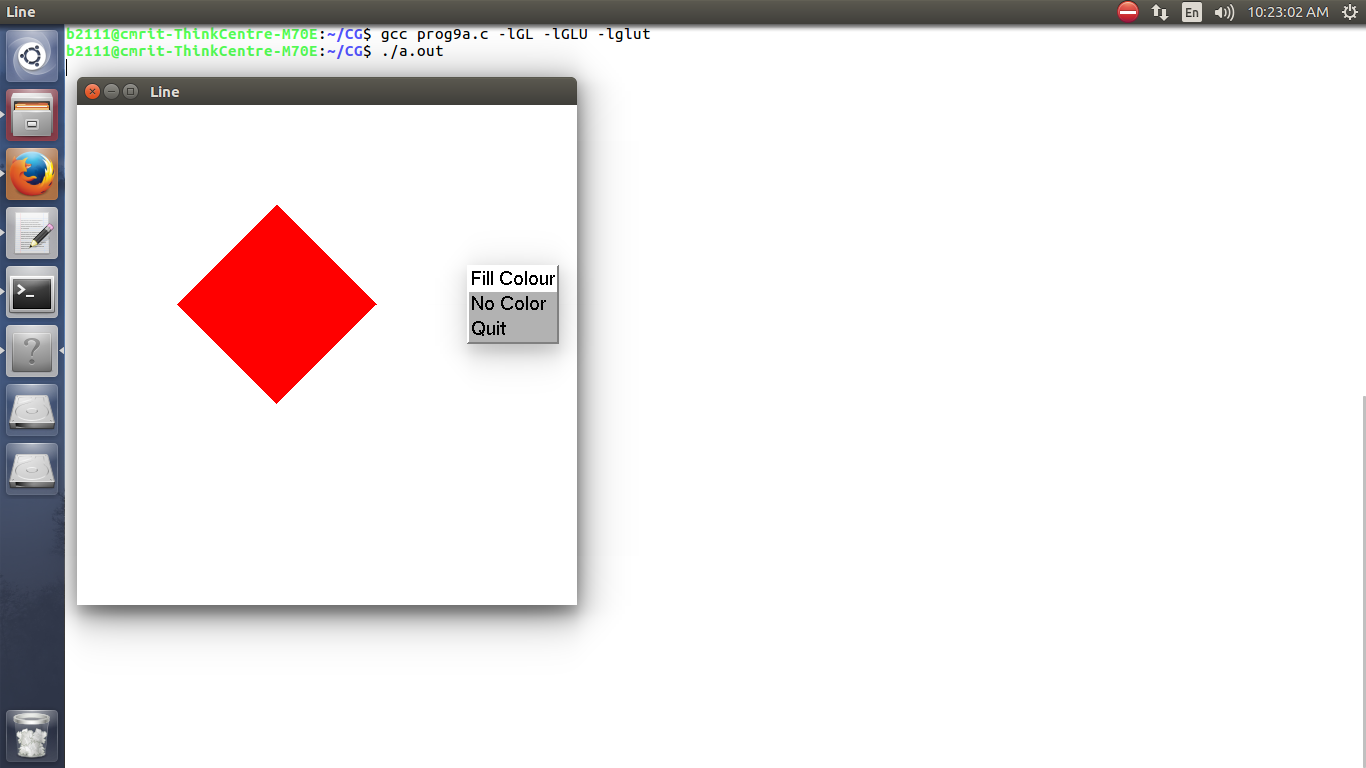 Line
En
10:23:02 AM
b2111@cmrit-ThinkCentre-M70E:~/CG$ gcc prog9a.c -lGL -lGLU -lglut
b2111@cmrit-ThinkCentre-M70E:~/CG$ ./a.out
Line
Fill Colour
No Color
Quit